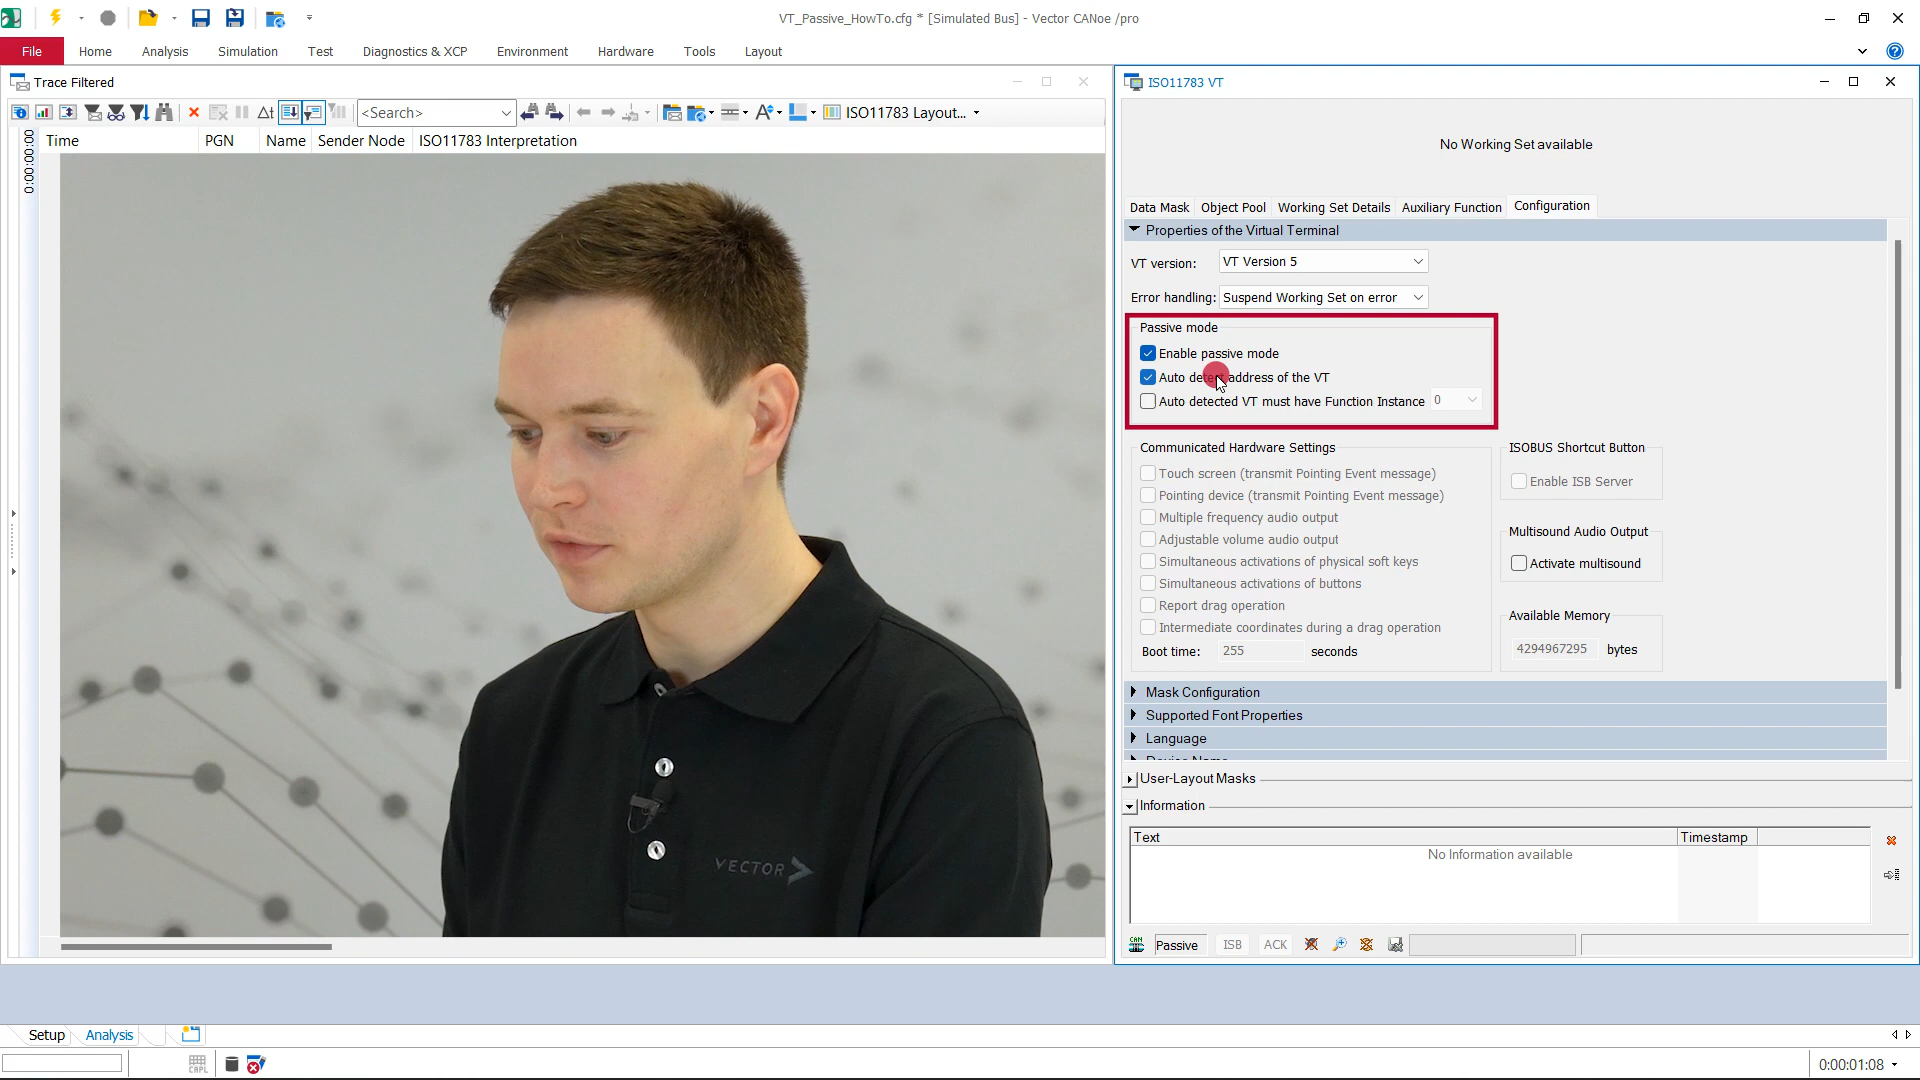 VT_Passive_HowTo.cfg * [Simulated Bus] - Vector CANoe /pro
File Home Analysis Simulation Test Diagnostics & XCP Environment Hardware Tools Layout
Trace Filtered
<Search> ISO11783 Layout...
Time PGN Name Sender Node ISO11783 Interpretation
0:00:00:00
VECTOR
ISO11783 VT
No Working Set available
Data Mask Object Pool Working Set Details Auxiliary Function Configuration
Properties of the Virtual Terminal
VT version: VT Version 5
Error handling: Suspend Working Set on error
Passive mode
Enable passive mode
Auto detect address of the VT
Auto detected VT must have Function Instance 0
Communicated Hardware Settings
Touch screen (transmit Pointing Event message)
Pointing device (transmit Pointing Event message)
Multiple frequency audio output
Adjustable volume audio output
Simultaneous activations of physical soft keys
Simultaneous activations of buttons
Report drag operation
Intermediate coordinates during a drag operation
Boot time: 255 seconds
ISOBUS Shortcut Button
Enable ISB Server
Multisound Audio Output
Activate multisound
Available Memory
4294967295 bytes
Mask Configuration
Supported Font Properties
Language
User-Layout Masks
Information
Text Timestamp
No Information available
CAN Passive ISB ACK
Setup Analysis
CAPL
0:00:01:08